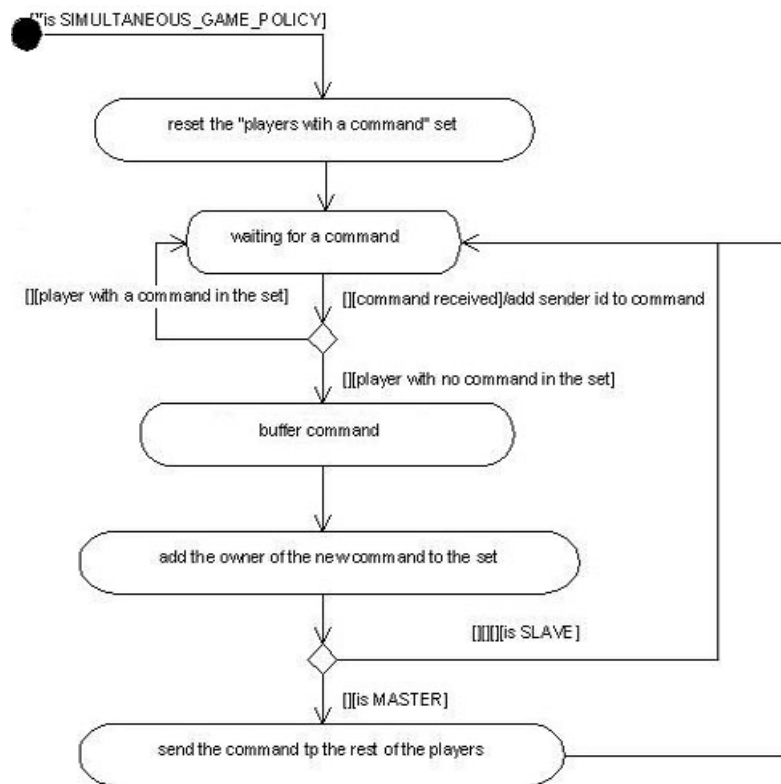 []is SIMULTANEOUS_GAME_POLICY]
reset the "players wtih a command" set
waiting for a command
[][player with a command in the set]
[][command received]/add sender id to command
[][player with no command in the set]
buffer command
add the owner of the new command to the set
[][][][is SLAVE]
[][is MASTER]
send the command tp the rest of the players